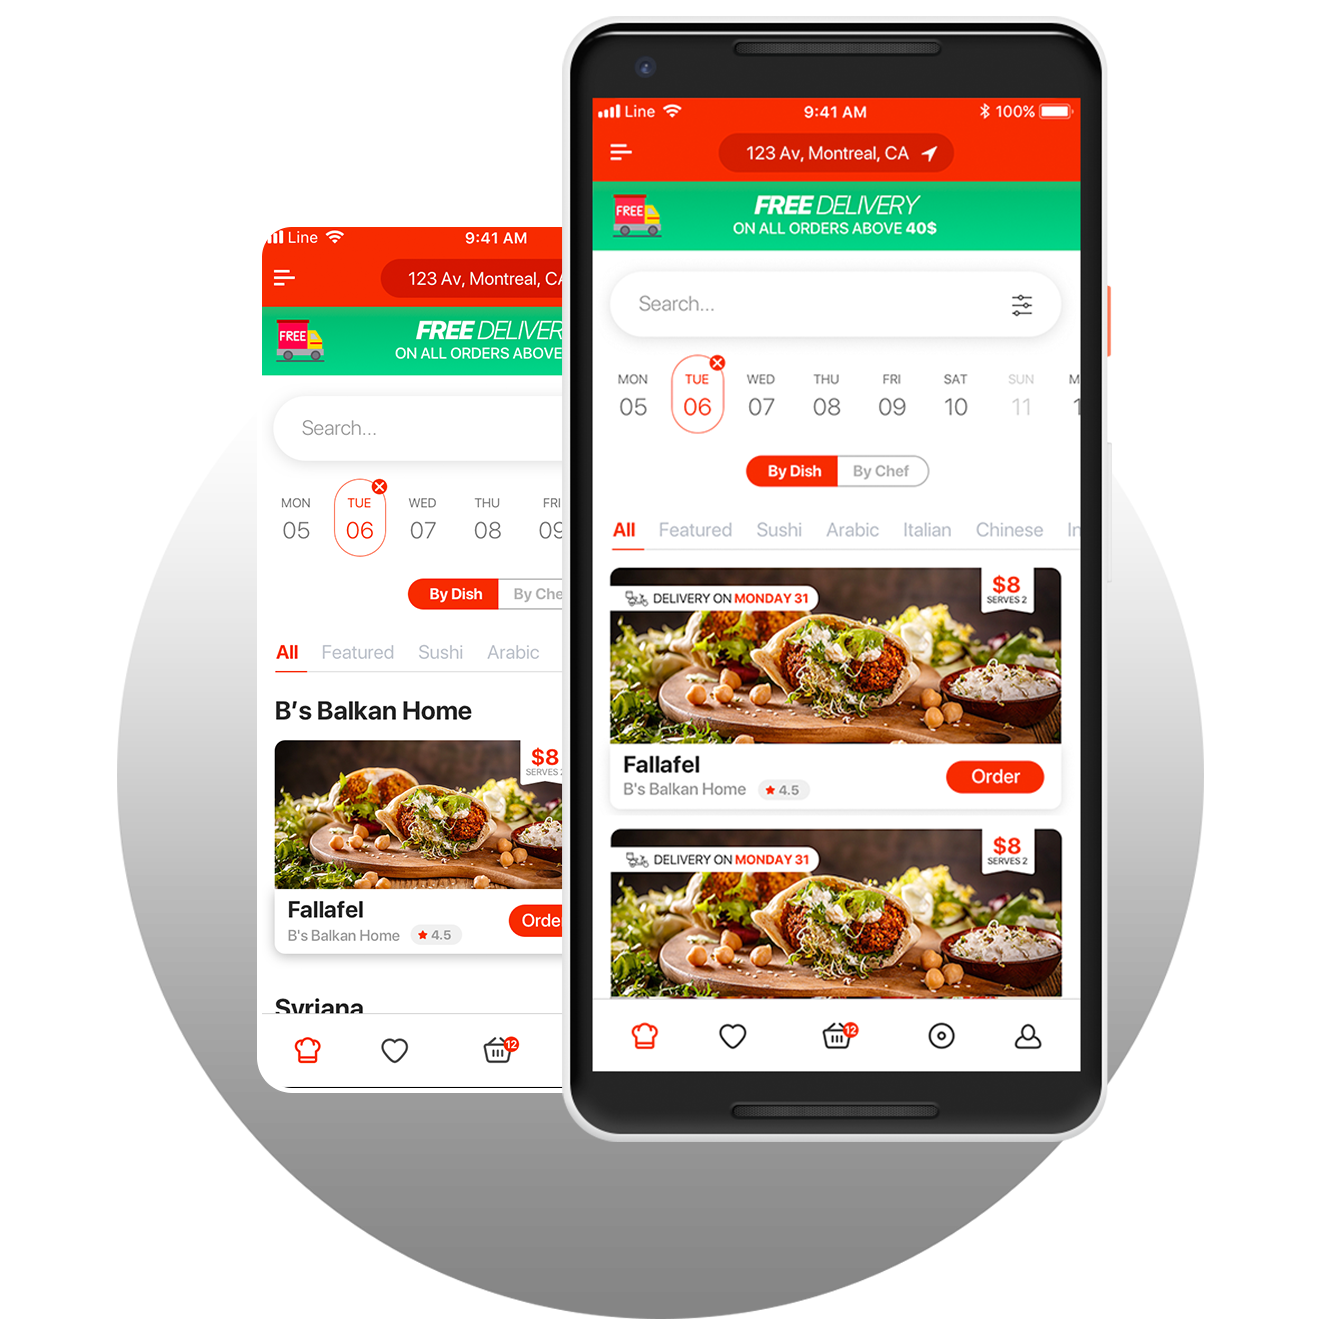 Line
9:41 AM
123 Av, Montreal, CA
FREE
FREE DELIVER
ON ALL ORDERS ABOVE
Search...
MON TUE WED THU FRI
05 06 07 08 09
By Dish By Che
All Featured Sushi Arabic
B's Balkan Home
$8
SERVES 2
Fallafel
B's Balkan Home 4.5
Orde
Syriana
12
Line 9:41 AM 100%
123 Av, Montreal, CA
FREE
FREE DELIVERY
ON ALL ORDERS ABOVE 40$
Search...
MON TUE WED THU FRI SAT SUN M
05 06 07 08 09 10 11 1
By Dish By Chef
All Featured Sushi Arabic Italian Chinese In
DELIVERY ON MONDAY 31
$8
SERVES 2
Fallafel
B's Balkan Home 4.5
Order
DELIVERY ON MONDAY 31
$8
SERVES 2
12